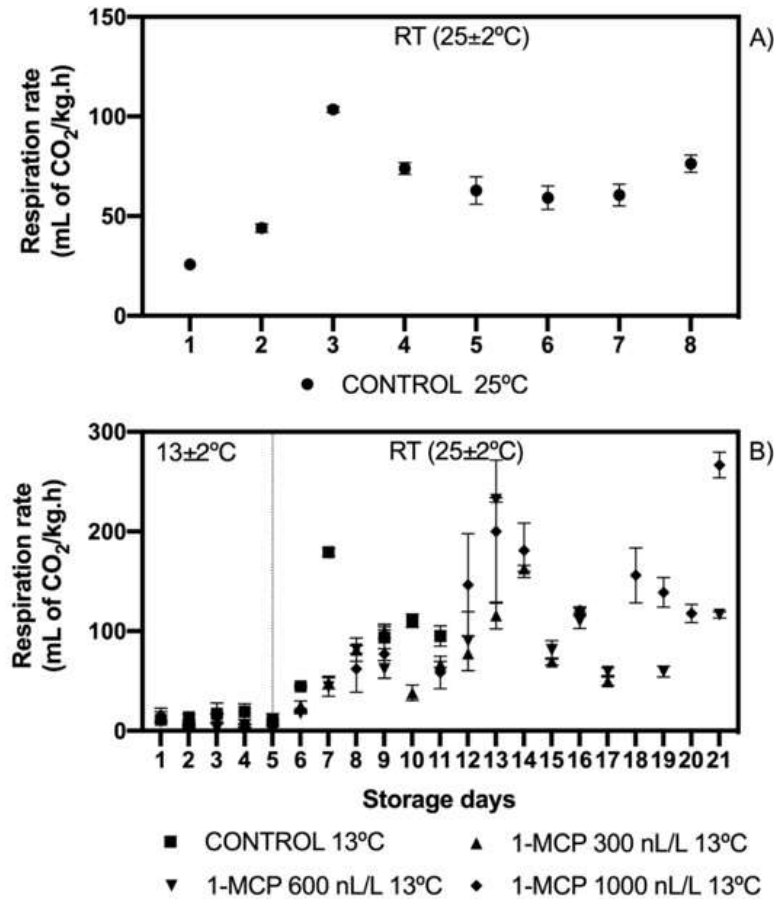 150
RT (25±2ºC)
A)
100
50
0
Respiration rate
(mL of CO2/kg.h)
1 2 3 4 5 6 7 8
● CONTROL 25ºC
300
13±2ºC
RT (25±2ºC)
B)
200
100
0
Respiration rate
(mL of CO2/kg.h)
1 2 3 4 5 6 7 8 9 10 11 12 13 14 15 16 17 18 19 20 21
Storage days
■ CONTROL 13ºC
▲ 1-MCP 300 nL/L 13ºC
▼ 1-MCP 600 nL/L 13ºC
◆ 1-MCP 1000 nL/L 13ºC